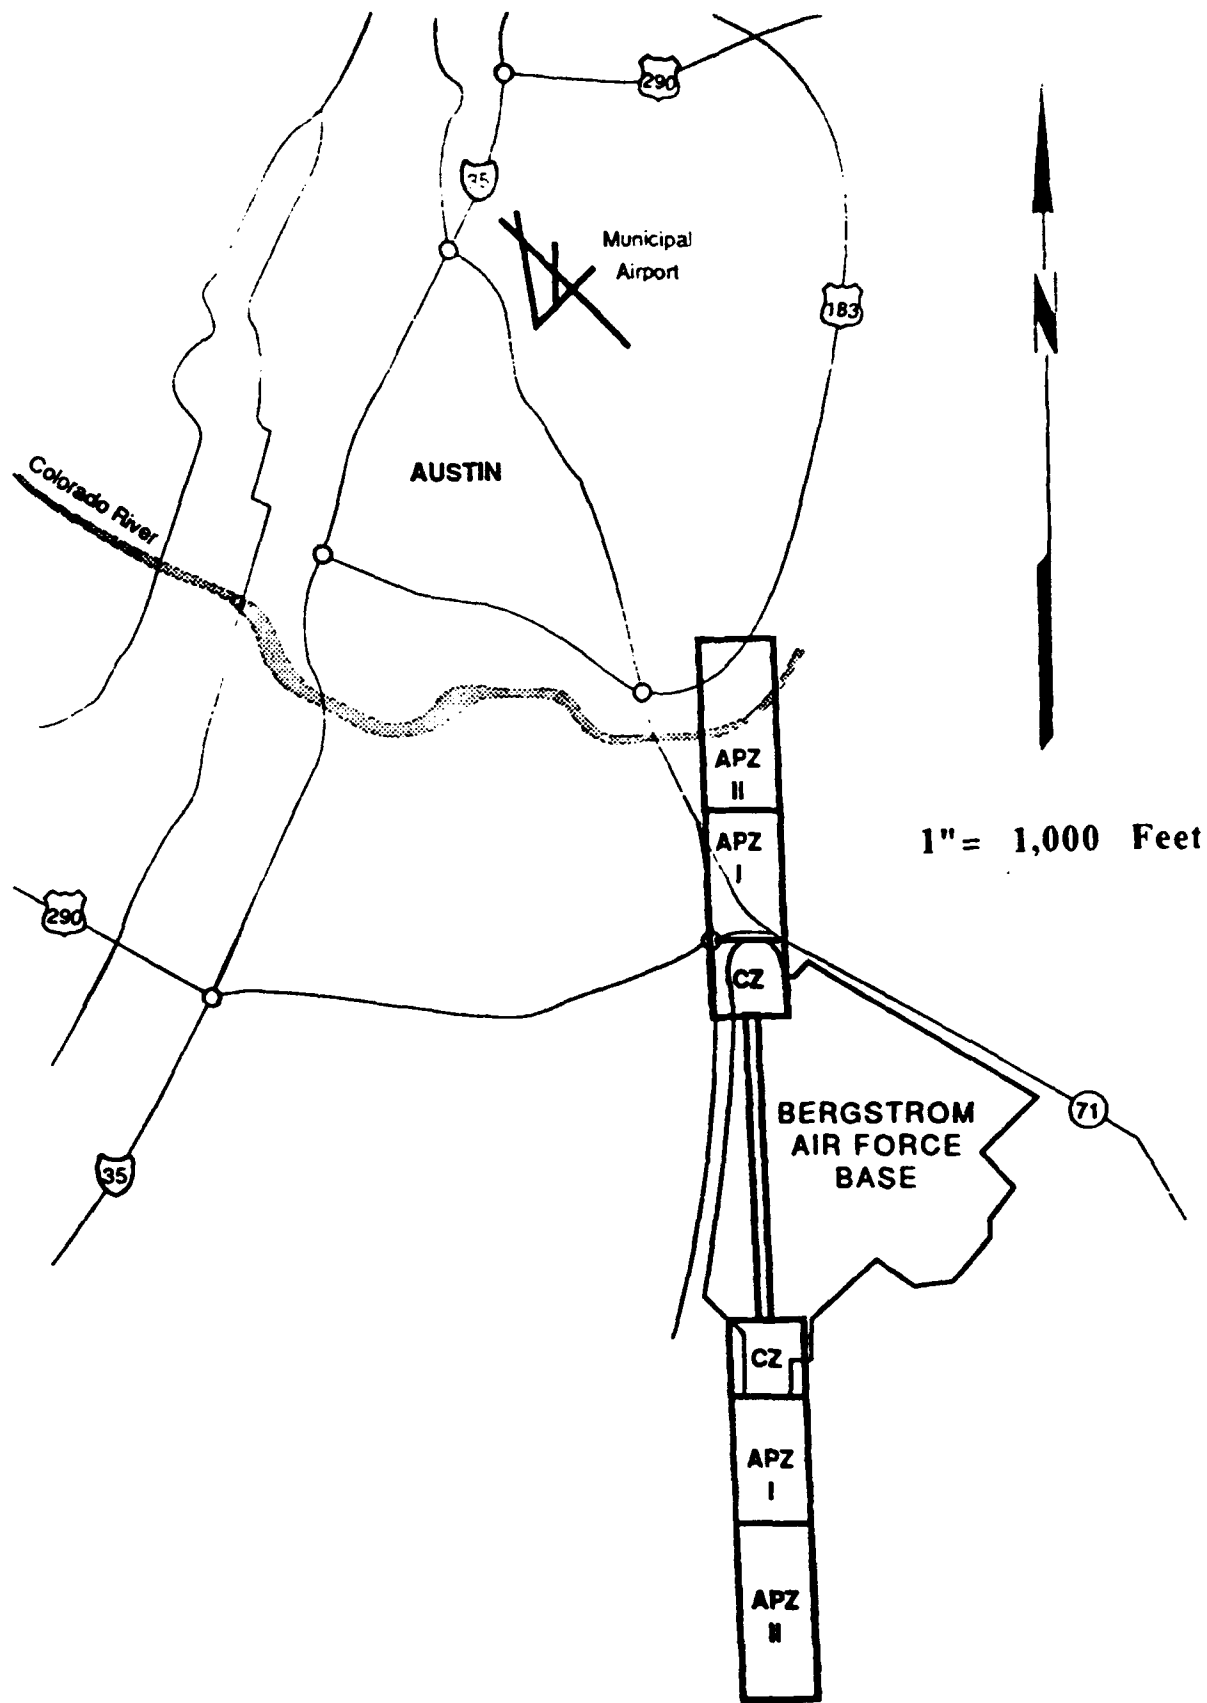 290
35
Municipal
Airport
183
N
Colorado River
AUSTIN
APZ
II
1"= 1,000 Feet
APZ
I
290
CZ
BERGSTROM
AIR FORCE
BASE
71
35
CZ
APZ
I
APZ
II